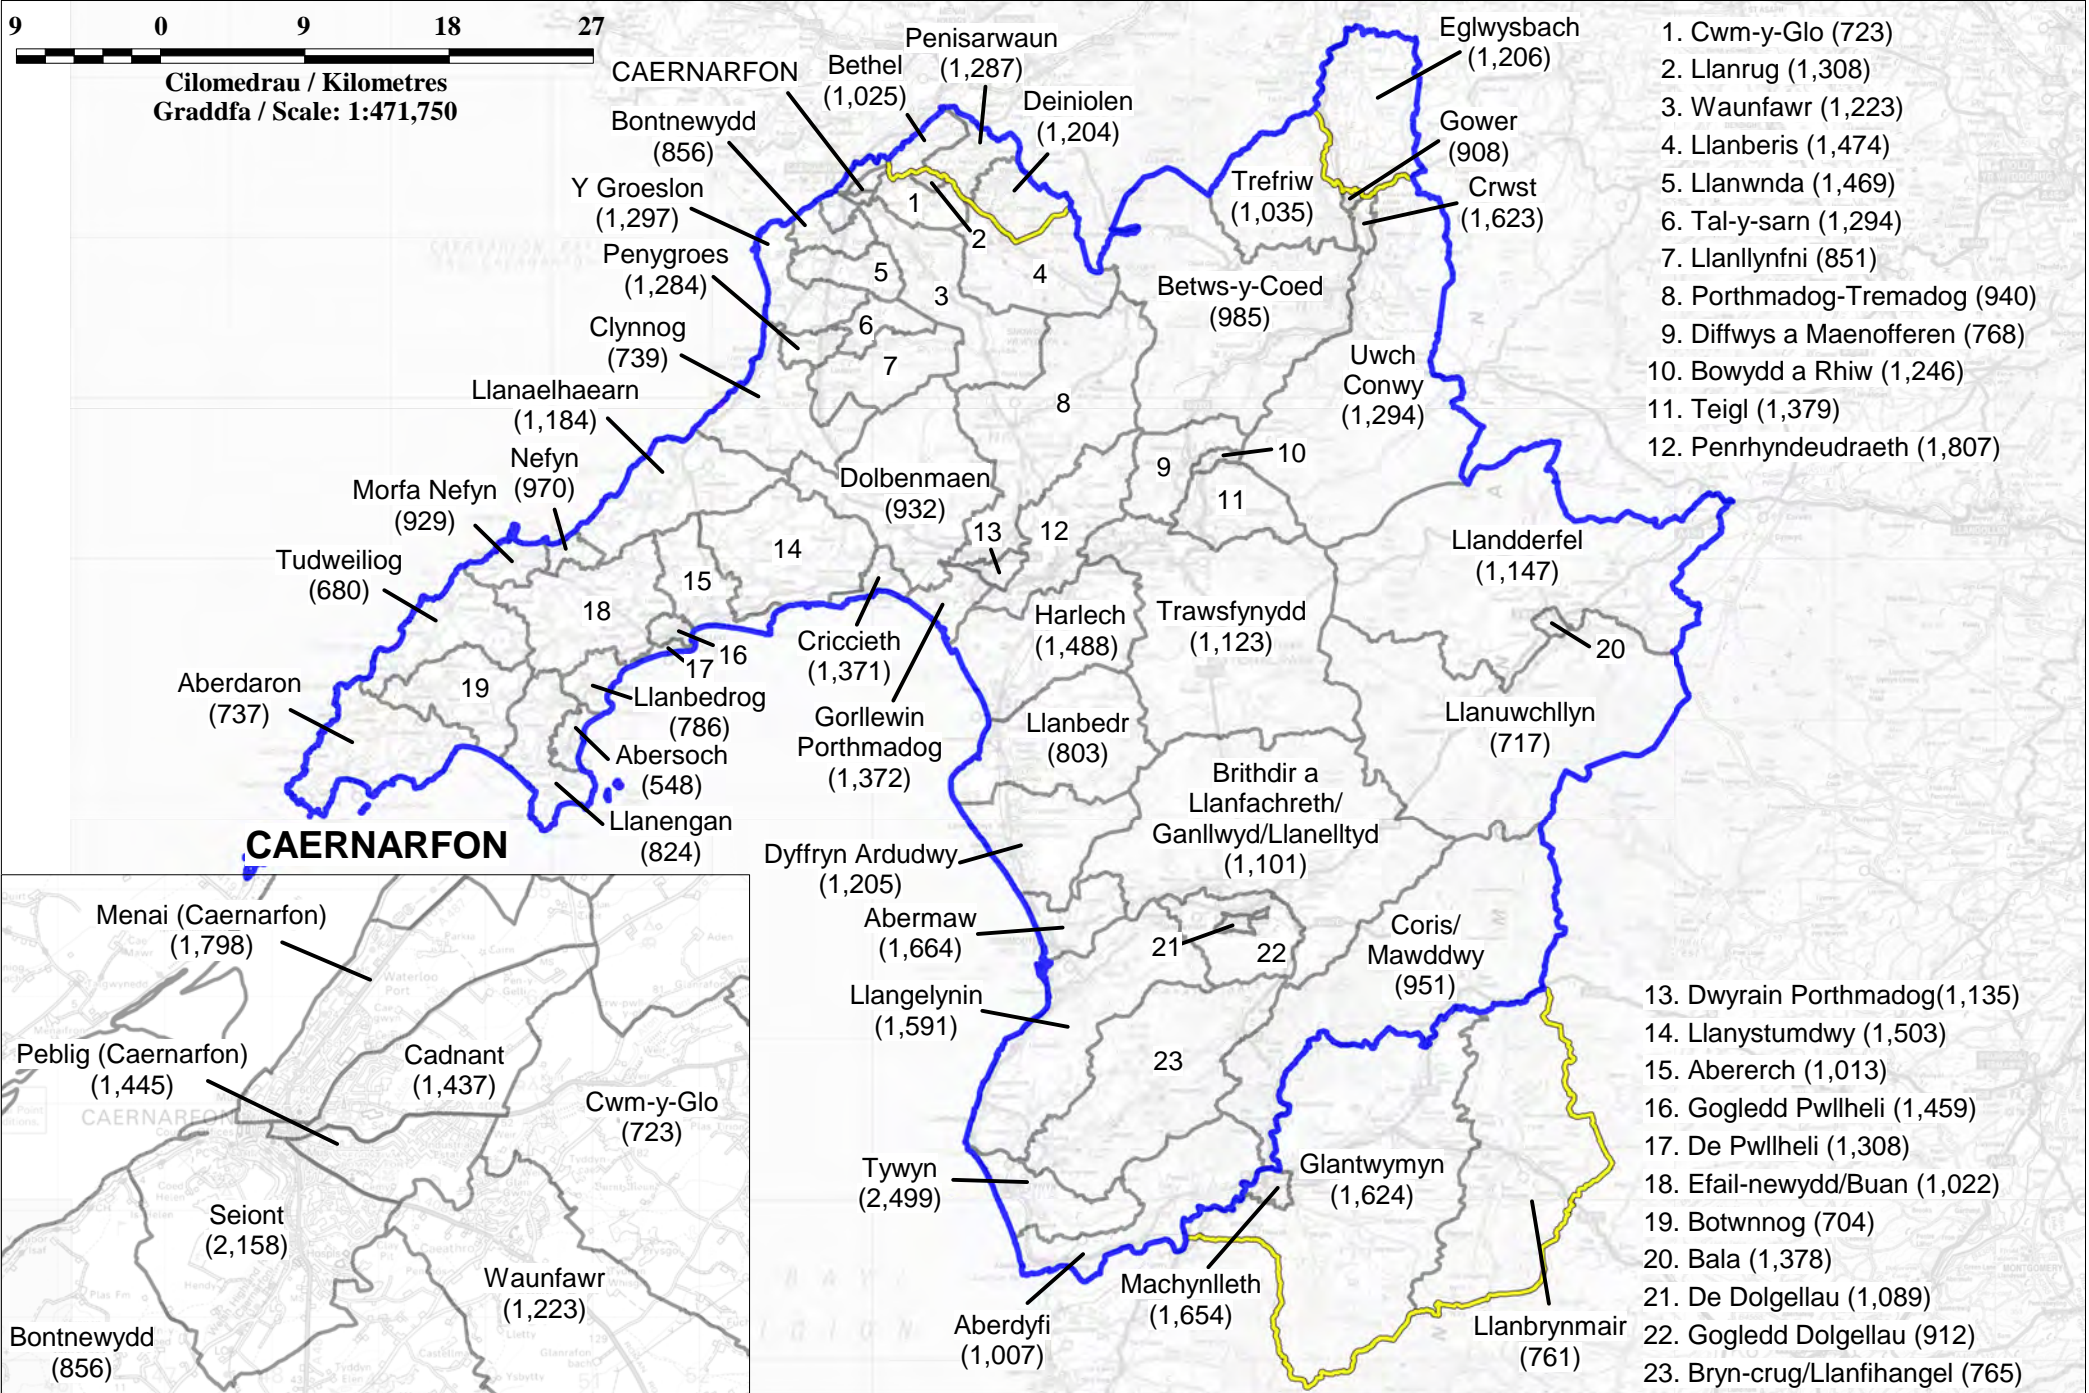 9 0 9 18 27
Cilomedrau / Kilometres
Graddfa / Scale: 1:471,750
CAERNARFON
Bethel
(1,025)
Penisarwaun
(1,287)
Deiniolen
(1,204)
Bontnewydd
(856)
Y Groeslon
(1,297)
Penygroes
(1,284)
Clynnog
(739)
Llanaelhaearn
(1,184)
Nefyn
(970)
Morfa Nefyn
(929)
Tudweiliog
(680)
Aberdaron
(737)
Eglwysbach
(1,206)
Gower
(908)
Crwst
(1,623)
Trefriw
(1,035)
Betws-y-Coed
(985)
Uwch
Conwy
(1,294)
Dolbenmaen
(932)
Llandderfel
(1,147)
Harlech
(1,488)
Trawsfynydd
(1,123)
Criccieth
(1,371)
Gorllewin
Porthmadog
(1,372)
Llanbedrog
(786)
Abersoch
(548)
Llanengan
(824)
Llanbedr
(803)
Llanuwchllyn
(717)
Brithdir a
Llanfachreth/
Ganllwyd/Llanelltyd
(1,101)
Dyffryn Ardudwy
(1,205)
Abermaw
(1,664)
Coris/
Mawddwy
(951)
Llangelynin
(1,591)
Tywyn
(2,499)
Aberdyfi
(1,007)
Machynlleth
(1,654)
Glantwymyn
(1,624)
Llanbrynmair
(761)
1
2
3
4
5
6
7
8
9
10
11
12
13
14
15
16
17
18
19
20
21
22
23
1. Cwm-y-Glo (723)
2. Llanrug (1,308)
3. Waunfawr (1,223)
4. Llanberis (1,474)
5. Llanwnda (1,469)
6. Tal-y-sarn (1,294)
7. Llanllynfni (851)
8. Porthmadog-Tremadog (940)
9. Diffwys a Maenofferen (768)
10. Bowydd a Rhiw (1,246)
11. Teigl (1,379)
12. Penrhyndeudraeth (1,807)
13. Dwyrain Porthmadog(1,135)
14. Llanystumdwy (1,503)
15. Abererch (1,013)
16. Gogledd Pwllheli (1,459)
17. De Pwllheli (1,308)
18. Efail-newydd/Buan (1,022)
19. Botwnnog (704)
20. Bala (1,378)
21. De Dolgellau (1,089)
22. Gogledd Dolgellau (912)
23. Bryn-crug/Llanfihangel (765)
CAERNARFON
Menai (Caernarfon)
(1,798)
Waterloo
Port
Peblig (Caernarfon)
(1,445)
CAERNARFON
Cadnant
(1,437)
Cwm-y-Glo
(723)
Seiont
(2,158)
Waunfawr
(1,223)
Bontnewydd
(856)